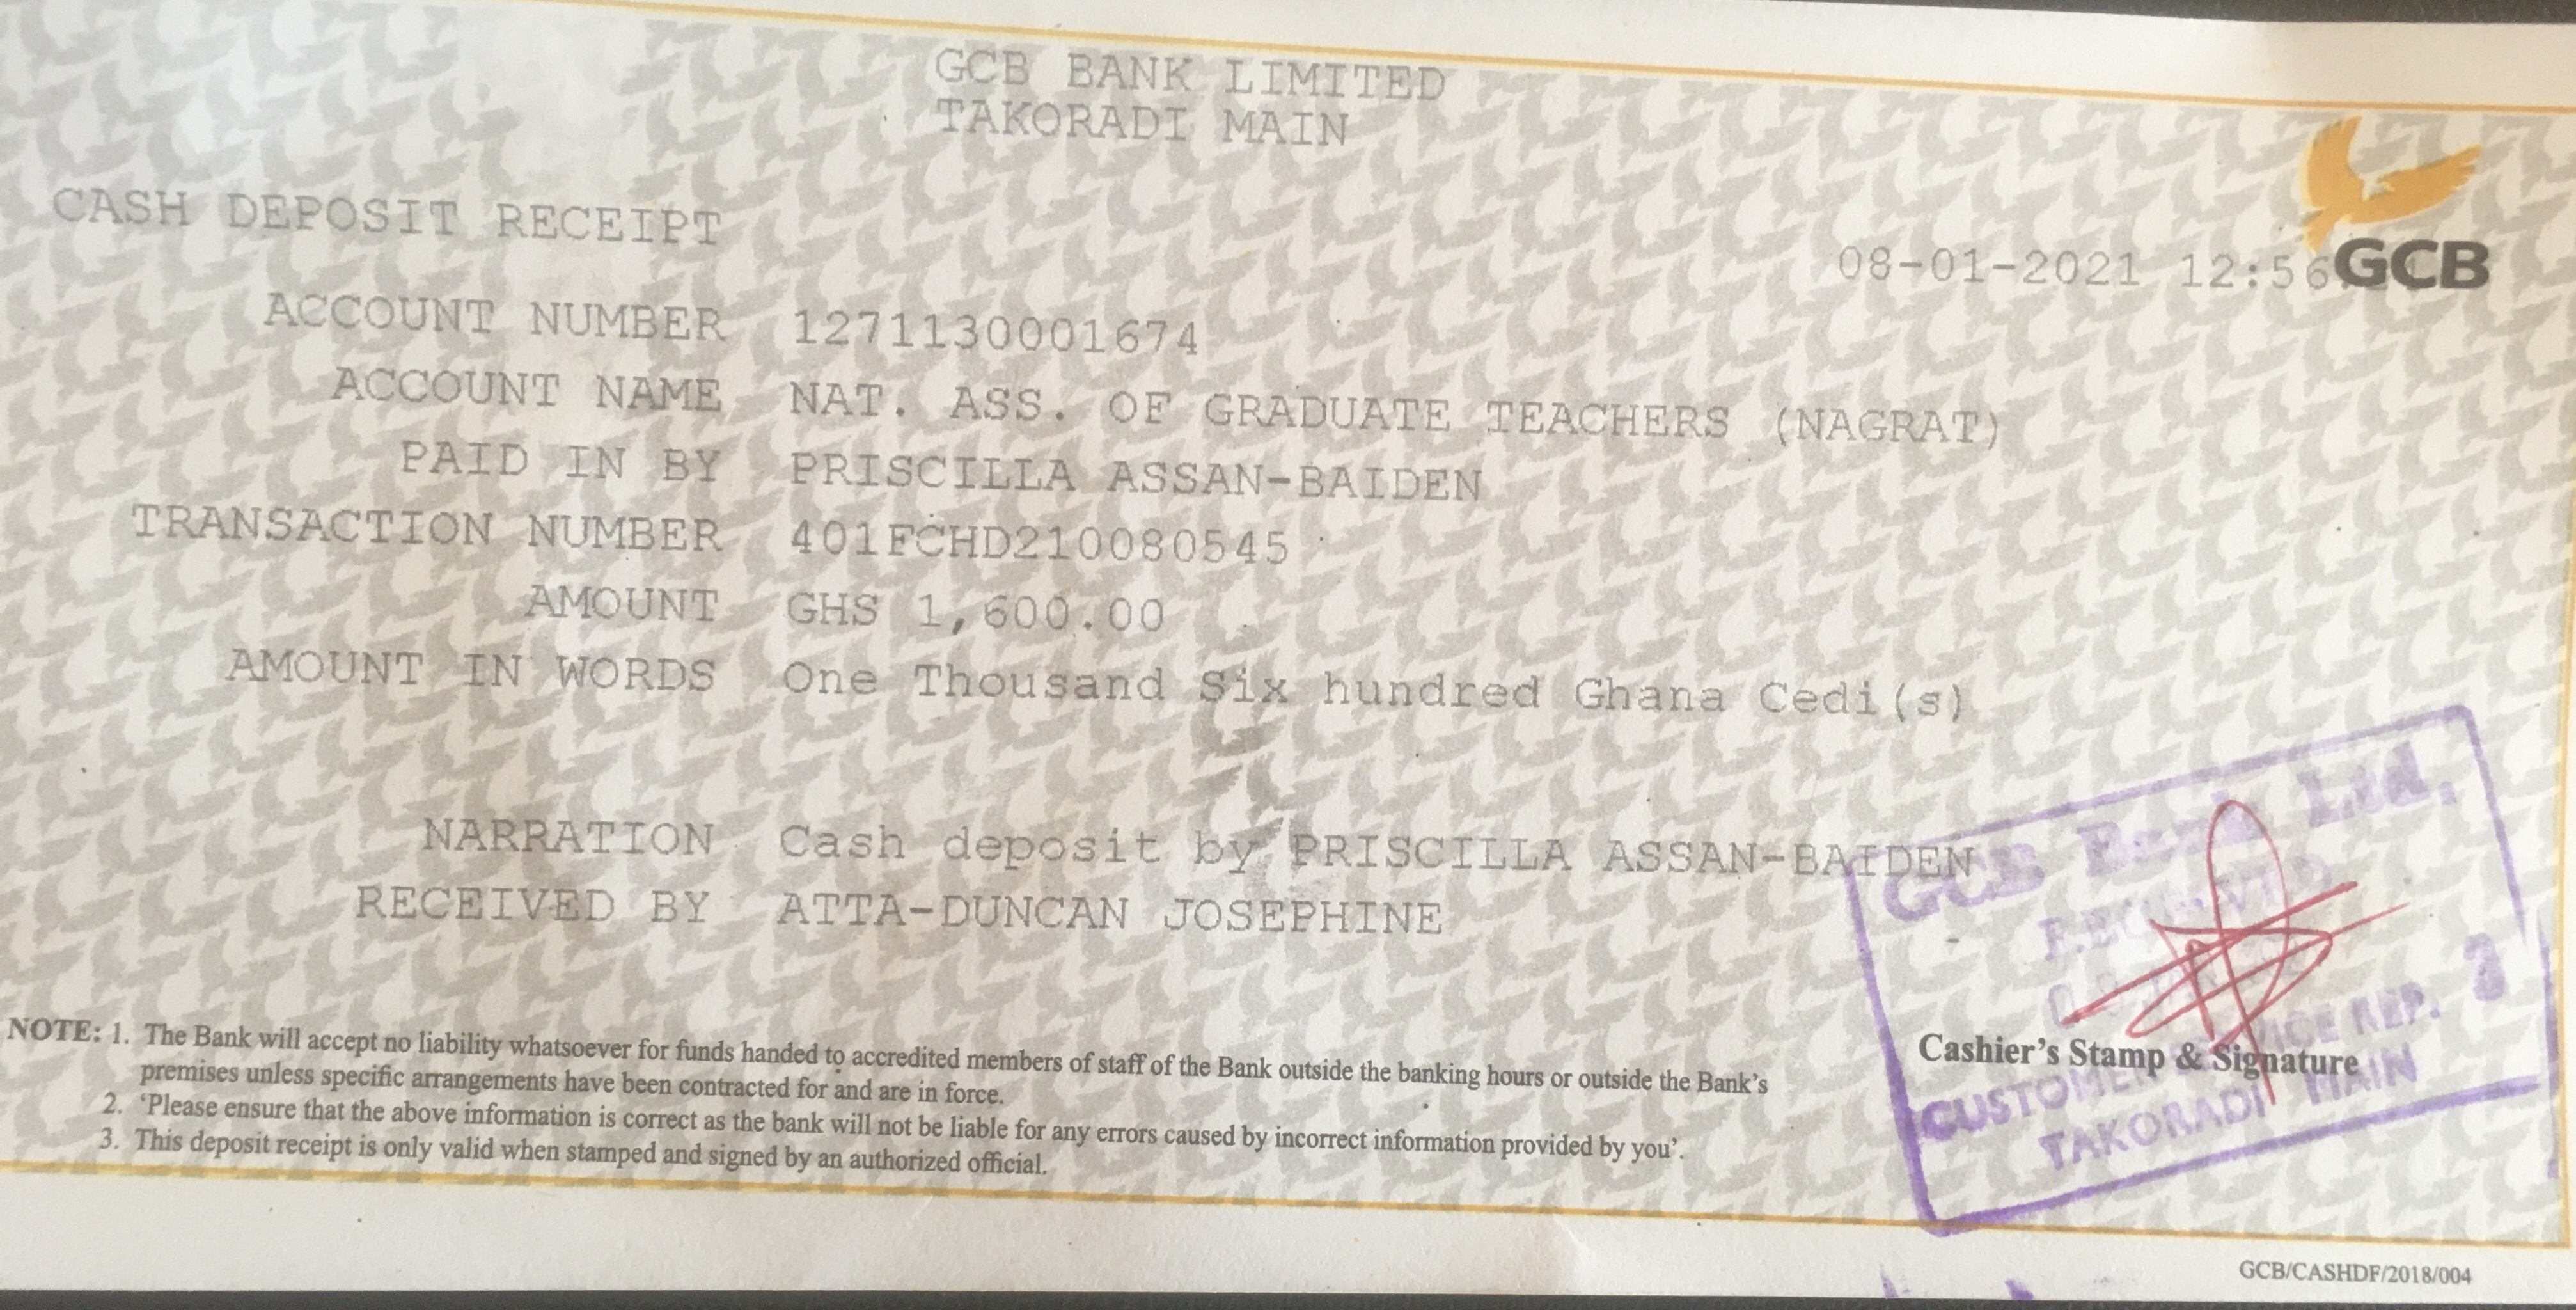 GCB BANK LIMITED
TAKORADI MAIN
CASH DEPOSIT RECEIPT
08-01-2021 12:56
GCB
ACCOUNT NUMBER 1271130001674
ACCOUNT NAME NAT. ASS. OF GRADUATE TEACHERS (NAGRAT)
PAID IN BY PRISCILLA ASSAN-BAIDEN
TRANSACTION NUMBER 401FCHD210080545
AMOUNT GHS 1,600.00
AMOUNT IN WORDS One Thousand Six hundred Ghana Cedi(s)
NARRATION Cash deposit by PRISCILLA ASSAN-BAIDEN
RECEIVED BY ATTA-DUNCAN JOSEPHINE
GCB Bank Ltd.
REP. 3
Cashier's Stamp & Signature
CUSTOMER
TAKORADI MAIN
NOTE: 1. The Bank will accept no liability whatsoever for funds handed to accredited members of staff of the Bank outside the banking hours or outside the Bank's
premises unless specific arrangements have been contracted for and are in force.
2. 'Please ensure that the above information is correct as the bank will not be liable for any errors caused by incorrect information provided by you'.
3. This deposit receipt is only valid when stamped and signed by an authorized official.
GCB/CASHDF/2018/004